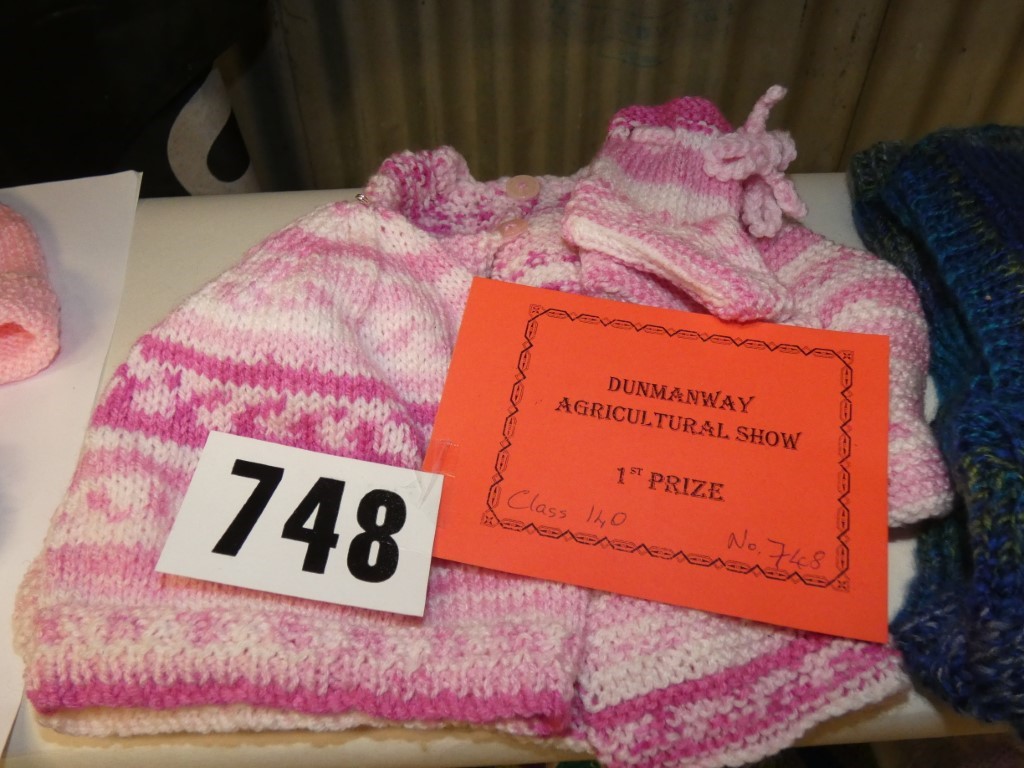 DUNMANWAY
AGRICULTURAL SHOW
1ST PRIZE
Class 140
No. 748
748